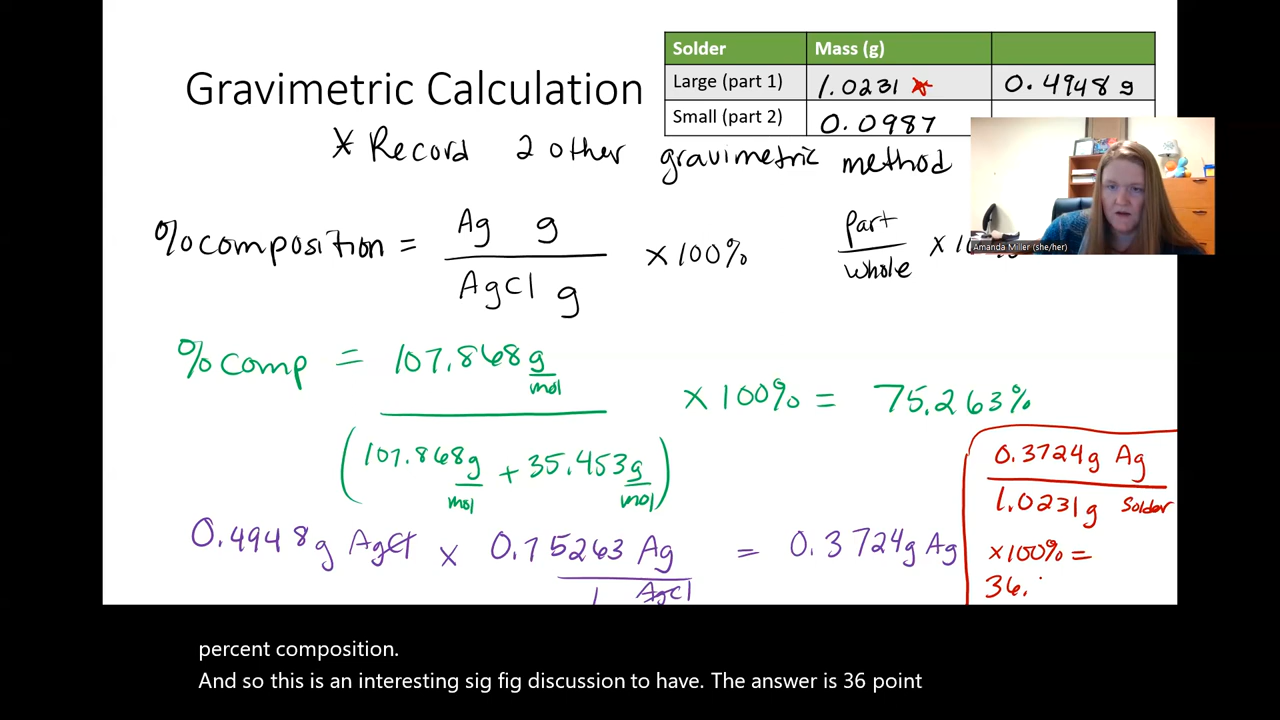 Solder Mass (g)
Large (part 1) 1.0231 * 0.4948 g
Small (part 2) 0.0987
Gravimetric Calculation
* Record 2 other gravimetric method
Amanda Miller (she/her)
% composition = Ag g / AgCl g × 100% Part / whole × 10
% comp = 107.868 g/mol / (107.868 g/mol + 35.453 g/mol) × 100% = 75.263%
0.4948 g AgCl × 0.75263 Ag / 1 AgCl = 0.3724 g Ag
0.3724 g Ag
1.0231 g Solder
× 100% =
36.
percent composition.
And so this is an interesting sig fig discussion to have. The answer is 36 point